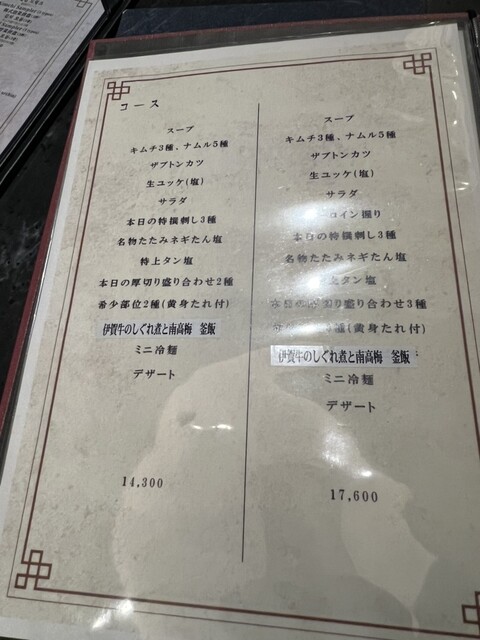 コース
スープ
キムチ3種、ナムル5種
ザブトンカツ
生ユッケ(塩)
サラダ
本日の特撰刺し3種
名物たたみネギたん塩
特上タン塩
本日の厚切り盛り合わせ2種
希少部位2種(黄身たれ付)
伊賀牛のしぐれ煮と南高梅 釜飯
ミニ冷麺
デザート
14,300
スープ
キムチ3種、ナムル5種
ザブトンカツ
生ユッケ(塩)
サラダ
ロイン握り
本日の特撰刺し3種
名物たたみネギたん塩
上タン塩
厚切り盛り合わせ3種
種(黄身たれ付)
伊賀牛のしぐれ煮と南高梅 釜飯
ミニ冷麺
デザート
17,600